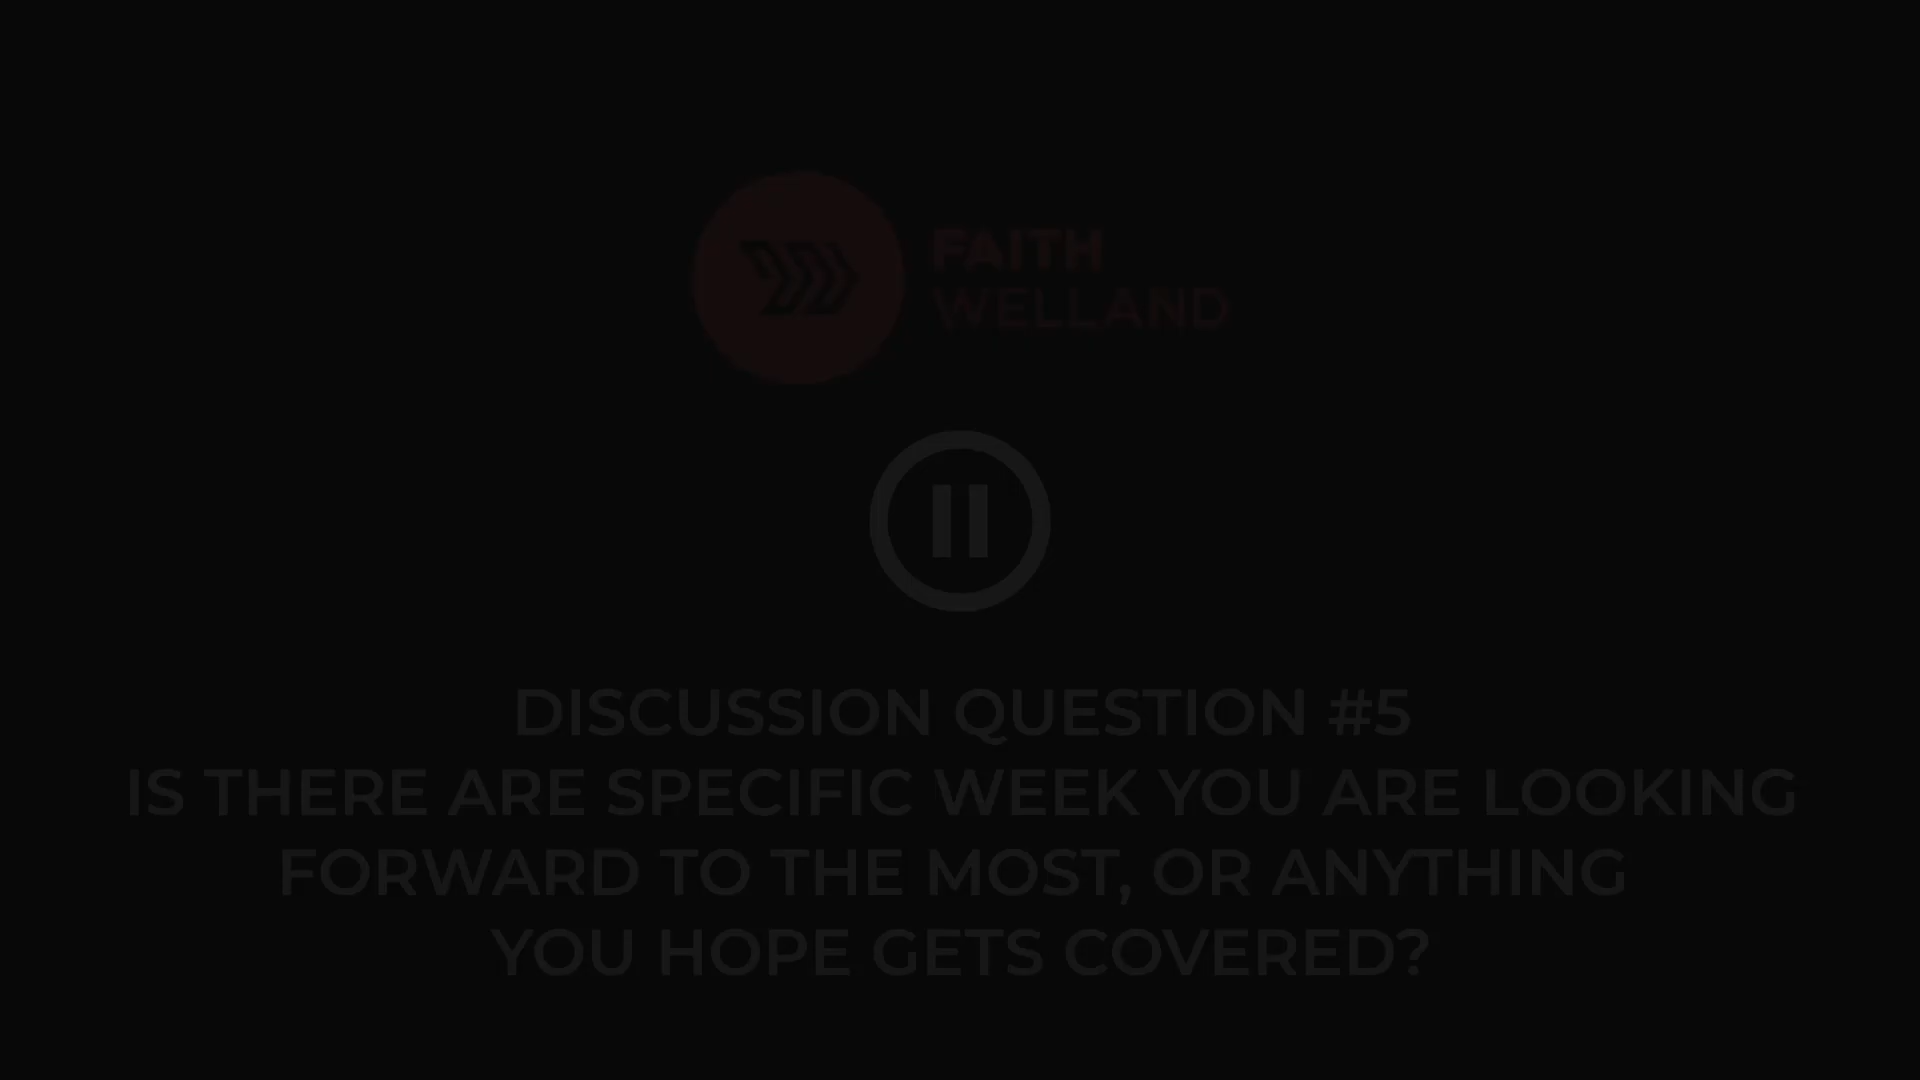 FAITH
WELLAND
DISCUSSION QUESTION #5
IS THERE ARE SPECIFIC WEEK YOU ARE LOOKING
FORWARD TO THE MOST, OR ANYTHING
YOU HOPE GETS COVERED?